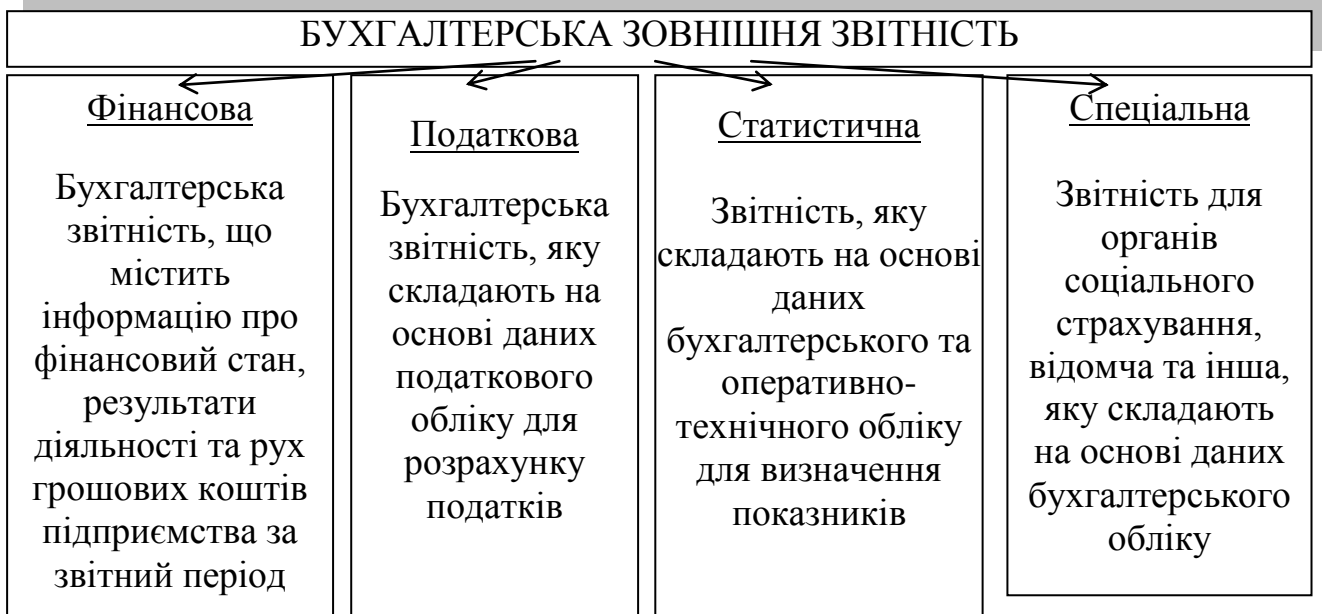 БУХГАЛТЕРСЬКА ЗОВНІШНЯ ЗВІТНІСТЬ
Фінансова
Бухгалтерська
звітність, що
містить
інформацію про
фінансовий стан,
результати
діяльності та рух
грошових коштів
підприємства за
звітний період
Податкова
Бухгалтерська
звітність, яку
складають на
основі даних
податкового
обліку для
розрахунку
податків
Статистична
Звітність, яку
складають на основі
даних
бухгалтерського та
оперативно-
технічного обліку
для визначення
показників
Спеціальна
Звітність для
органів
соціального
страхування,
відомча та інша,
яку складають
на основі даних
бухгалтерського
обліку